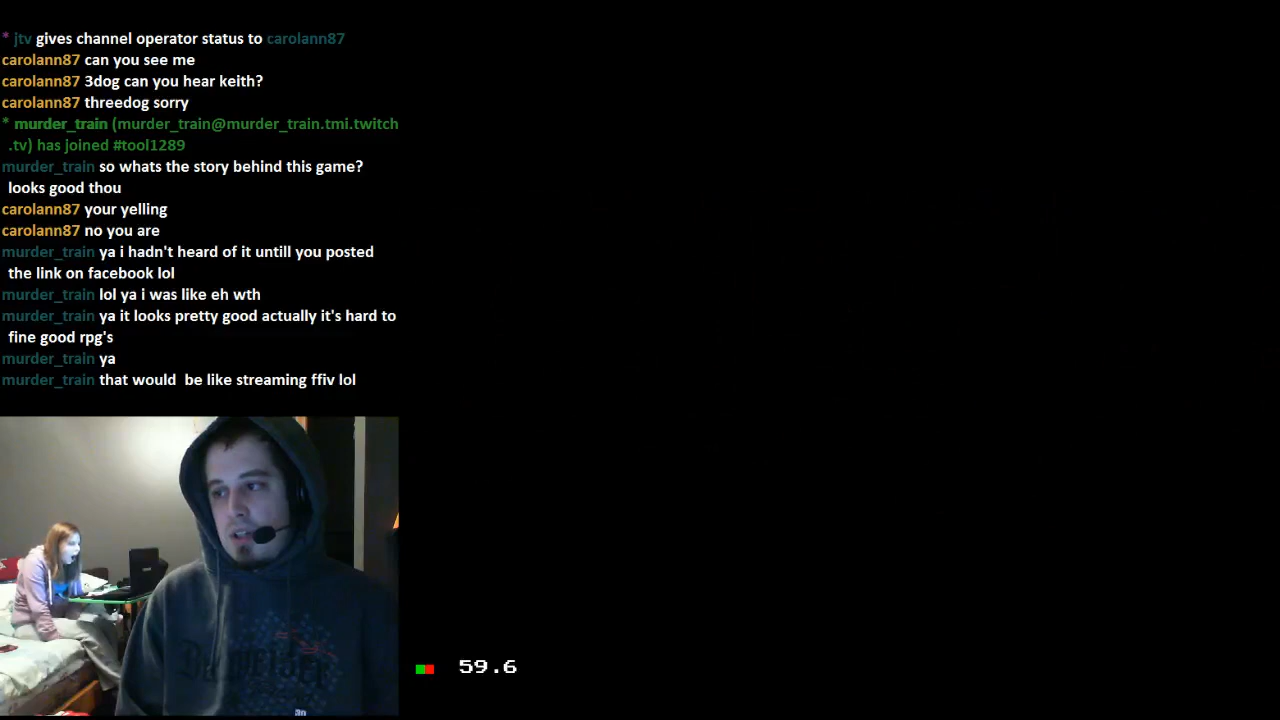 * jtv gives channel operator status to carolann87
carolann87 can you see me
carolann87 3dog can you hear keith?
carolann87 threedog sorry
* murder_train (murder_train@murder_train.tmi.twitch
.tv) has joined #tool1289
murder_train so whats the story behind this game?
looks good thou
carolann87 your yelling
carolann87 no you are
murder_train ya i hadn't heard of it untill you posted
the link on facebook lol
murder_train lol ya i was like eh wth
murder_train ya it looks pretty good actually it's hard to
fine good rpg's
murder_train ya
murder_train that would  be like streaming ffiv lol
59.6